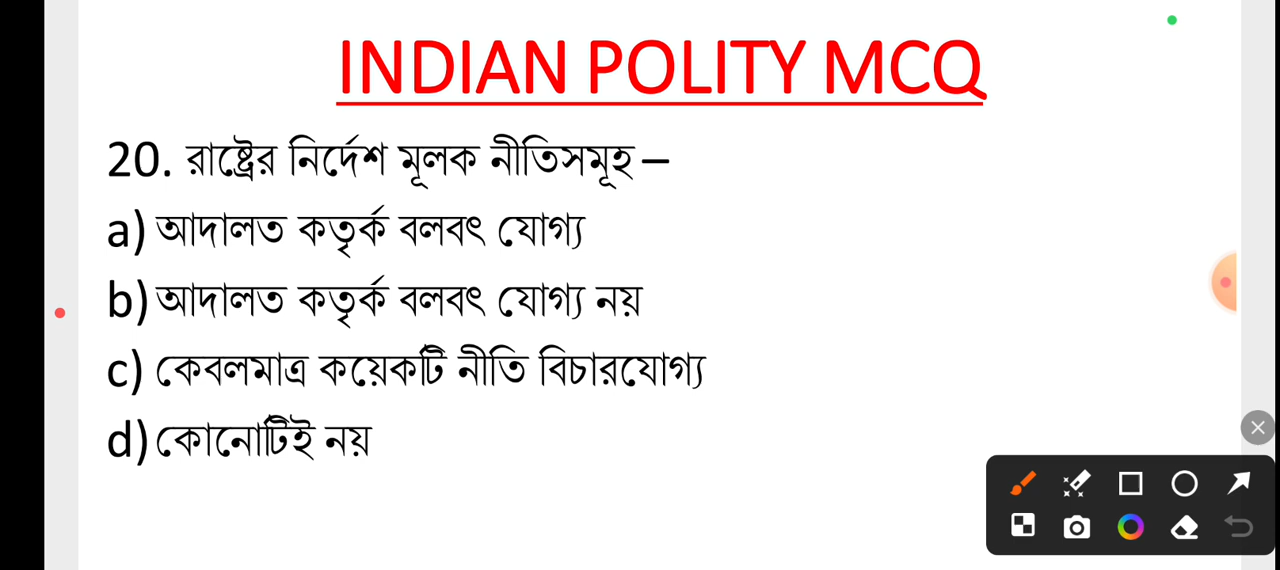 INDIAN POLITY MCQ
20. রাষ্ট্রের নির্দেশ মূলক নীতিসমূহ –
a) আদালত কতৃর্ক বলবৎ যোগ্য
b) আদালত কতৃর্ক বলবৎ যোগ্য নয়
c) কেবলমাত্র কয়েকটি নীতি বিচারযোগ্য
d) কোনোটিই নয়